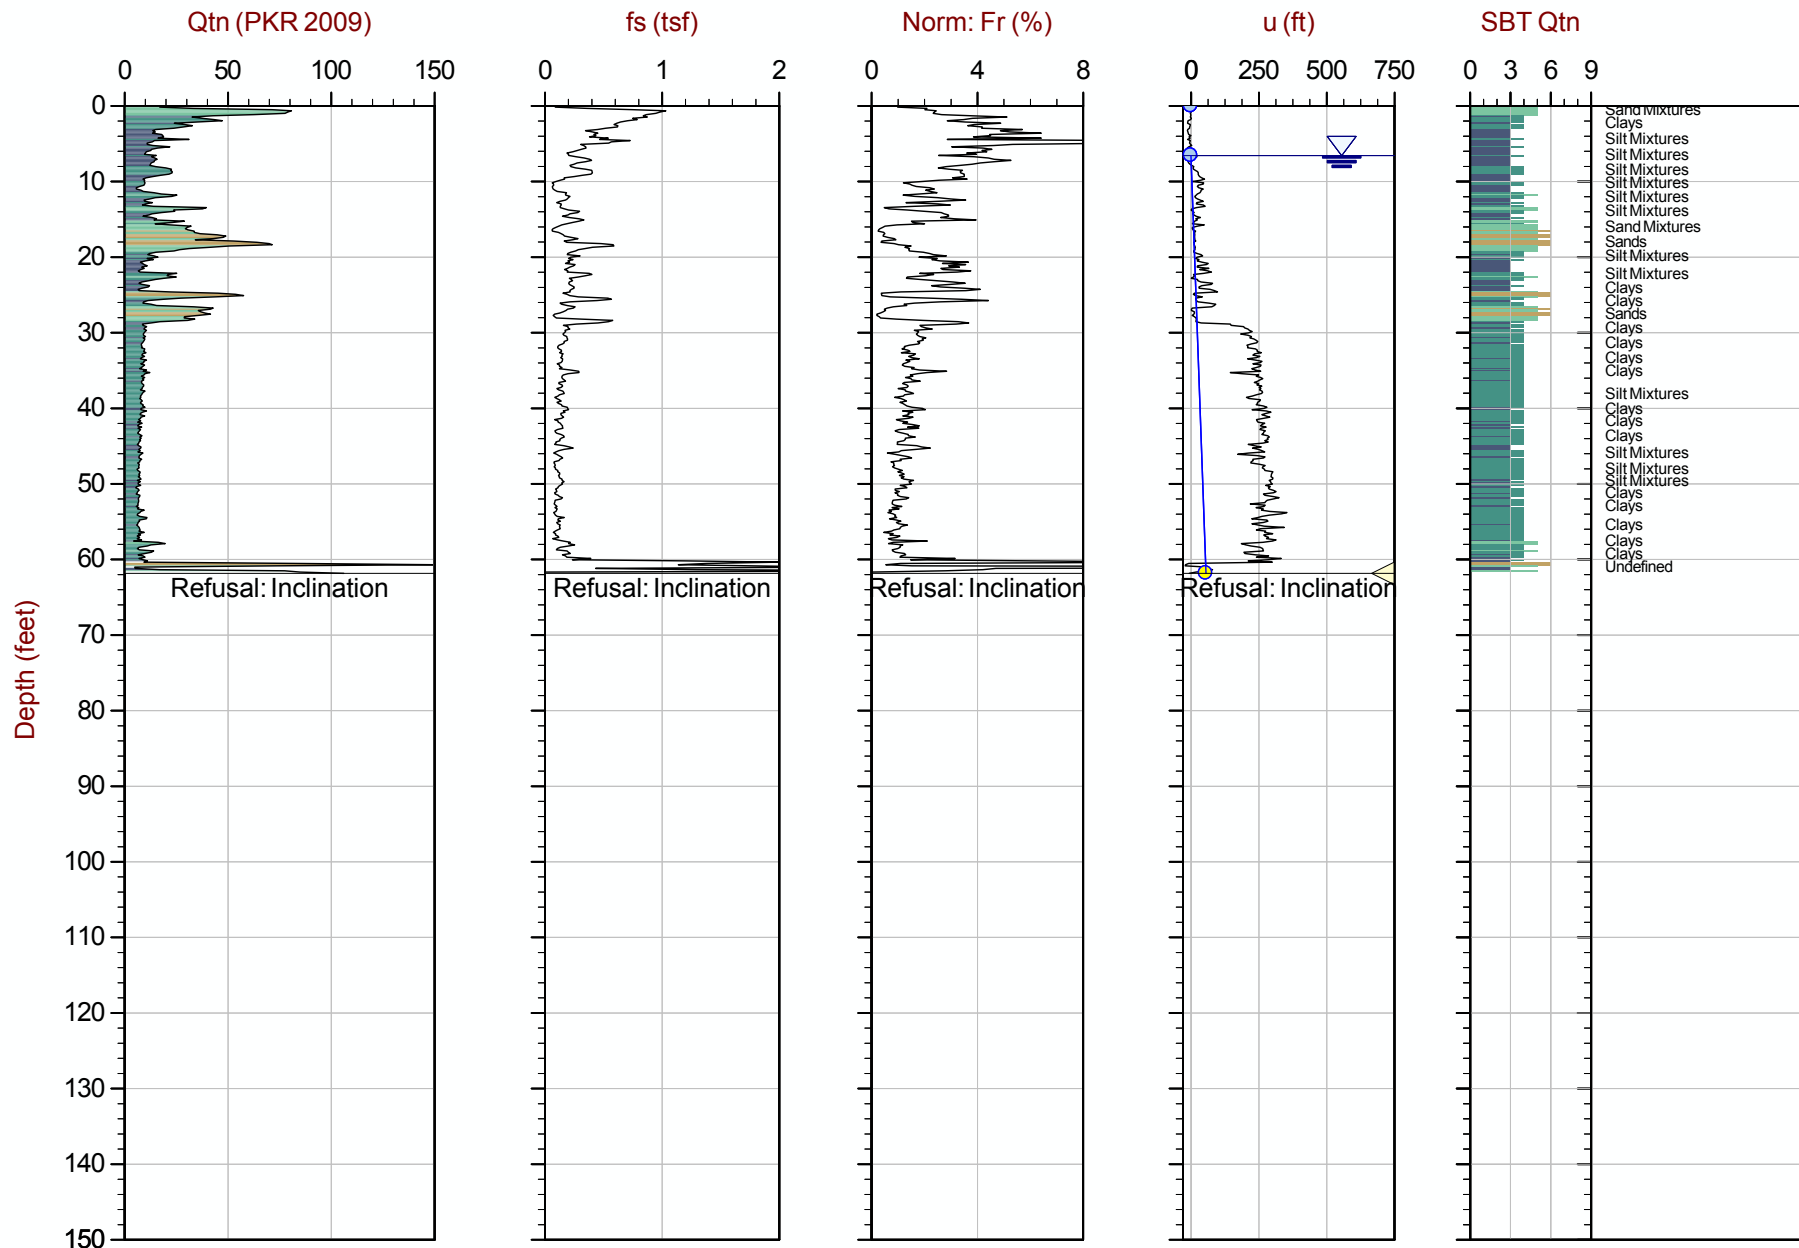 Qtn (PKR 2009) fs (tsf) Norm: Fr (%) u (ft) SBT Qtn
0 50 100 150 0 1 2 0 4 8 0 250 500 750 0 3 6 9
0
10
20
30
40
50
60
70
80
90
100
110
120
130
140
150
Depth (feet)
Sand Mixtures
Clays
Silt Mixtures
Silt Mixtures
Silt Mixtures
Silt Mixtures
Silt Mixtures
Silt Mixtures
Sand Mixtures
Sands
Silt Mixtures
Silt Mixtures
Clays
Clays
Sands
Clays
Clays
Clays
Clays
Silt Mixtures
Clays
Clays
Clays
Silt Mixtures
Silt Mixtures
Silt Mixtures
Clays
Clays
Clays
Clays
Clays
Undefined
Refusal: Inclination Refusal: Inclination Refusal: Inclination Refusal: Inclination